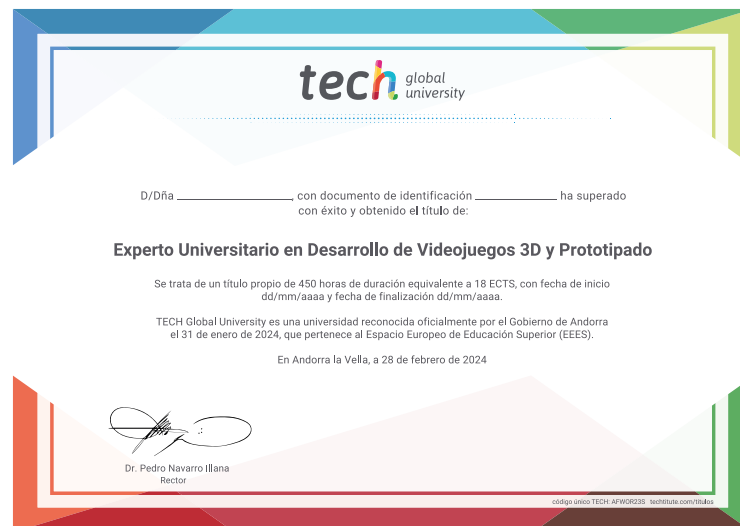 tech global
university
D/Dña ____________, con documento de identificación ____________ ha superado
con éxito y obtenido el título de:
Experto Universitario en Desarrollo de Videojuegos 3D y Prototipado
Se trata de un título propio de 450 horas de duración equivalente a 18 ECTS, con fecha de inicio
dd/mm/aaaa y fecha de finalización dd/mm/aaaa.
TECH Global University es una universidad reconocida oficialmente por el Gobierno de Andorra
el 31 de enero de 2024, que pertenece al Espacio Europeo de Educación Superior (EEES).
En Andorra la Vella, a 28 de febrero de 2024
Dr. Pedro Navarro Illana
Rector
código único TECH: AFWOR23S techtitute.com/titulos